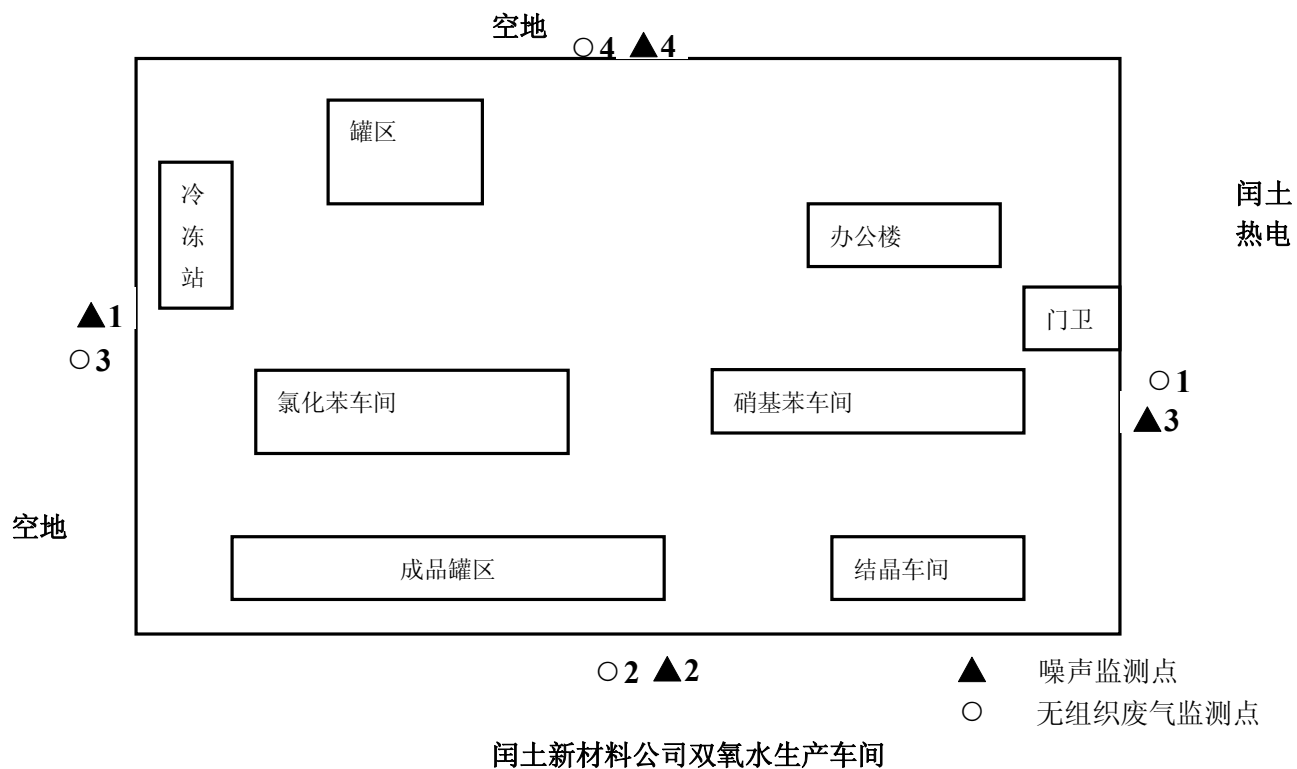 空地
○4 ▲4
罐区
冷
冻
站
闰土
热电
办公楼
▲1
门卫
○3
○1
氯化苯车间
硝基苯车间
▲3
空地
成品罐区
结晶车间
○2 ▲2
▲ 噪声监测点
○ 无组织废气监测点
闰土新材料公司双氧水生产车间